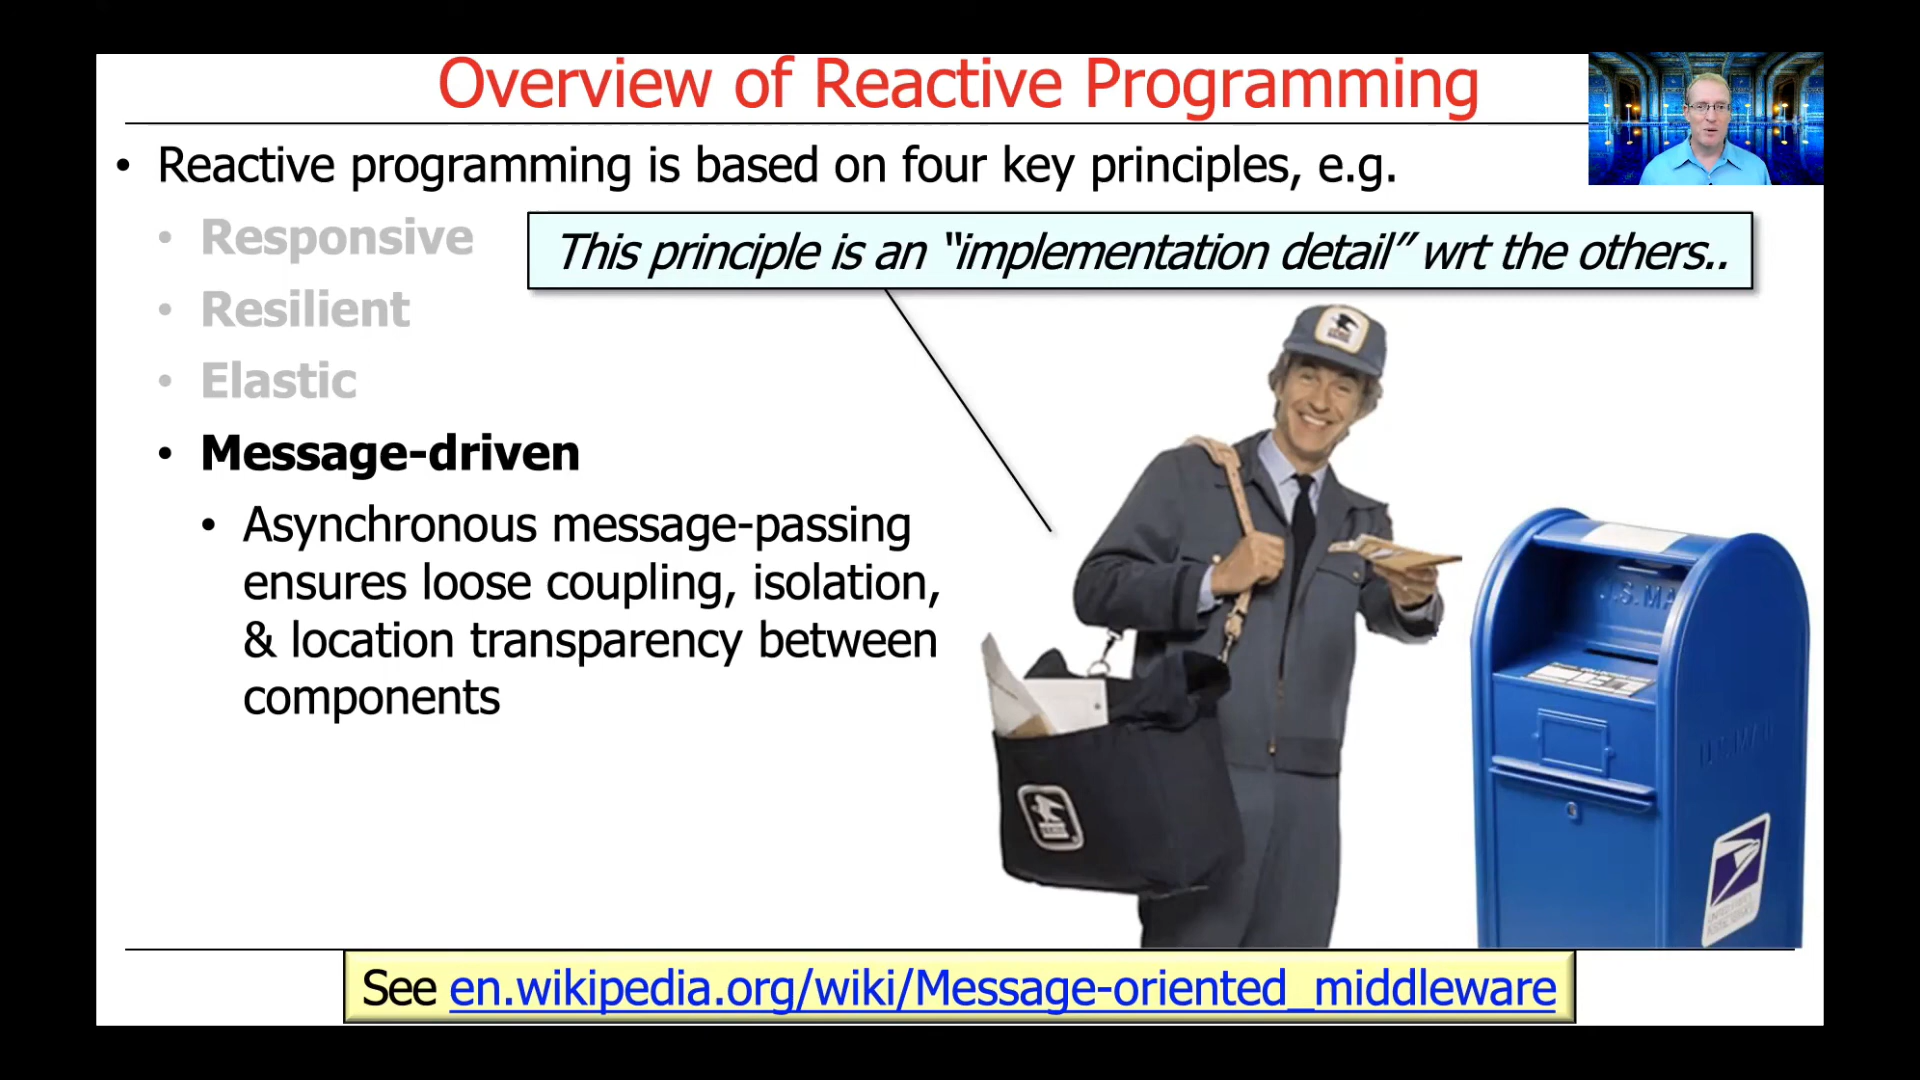 Overview of Reactive Programming
• Reactive programming is based on four key principles, e.g.
• Responsive
This principle is an “implementation detail” wrt the others..
• Resilient
• Elastic
• Message-driven
• Asynchronous message-passing
ensures loose coupling, isolation,
& location transparency between
components
See en.wikipedia.org/wiki/Message-oriented_middleware